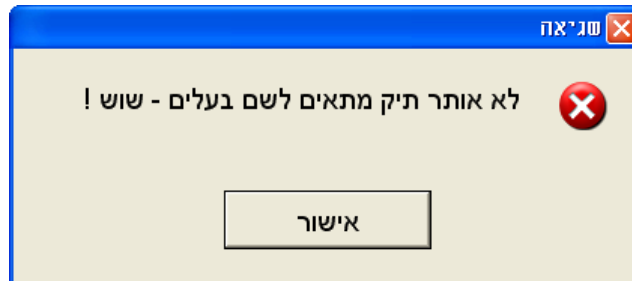 שגיאה
לא אותר תיק מתאים לשם בעלים - שוש !
אישור